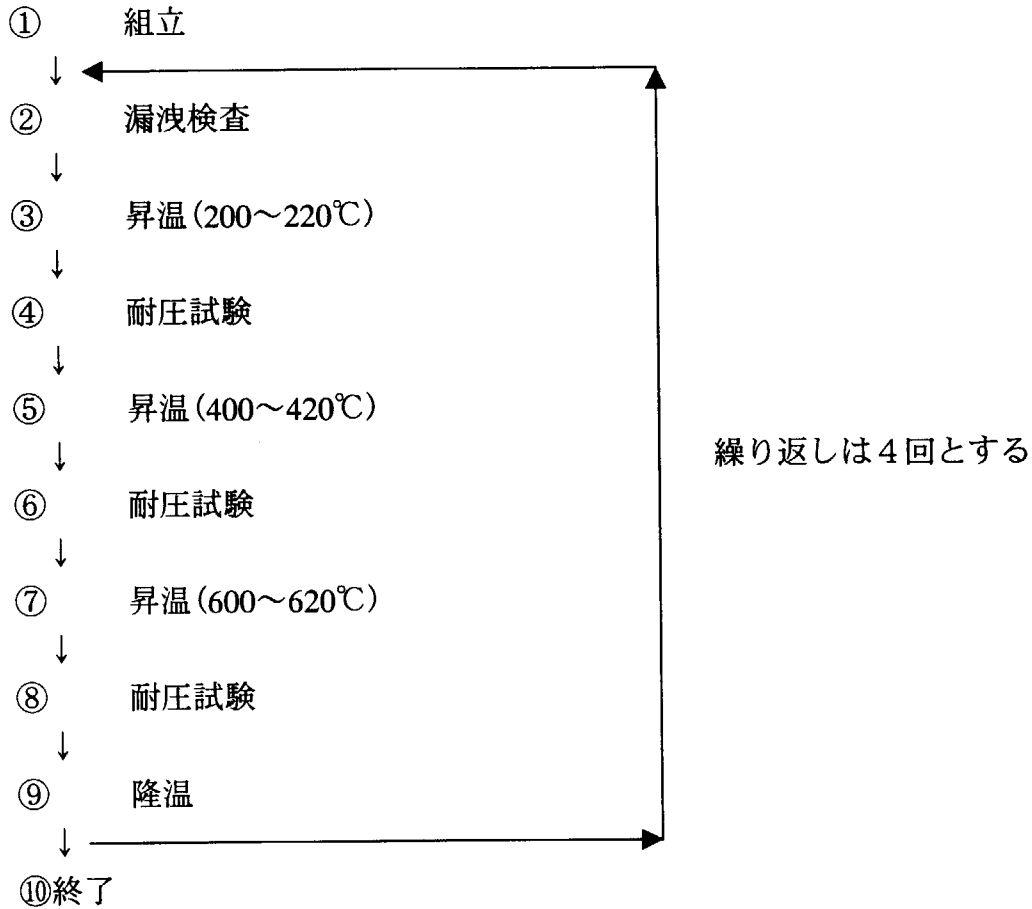 ① 組立
↓
② 漏洩検査
↓
③ 昇温(200～220℃)
↓
④ 耐圧試験
↓
⑤ 昇温(400～420℃)
↓
繰り返しは４回とする
⑥ 耐圧試験
↓
⑦ 昇温(600～620℃)
↓
⑧ 耐圧試験
↓
⑨ 隆温
↓
⑩終了